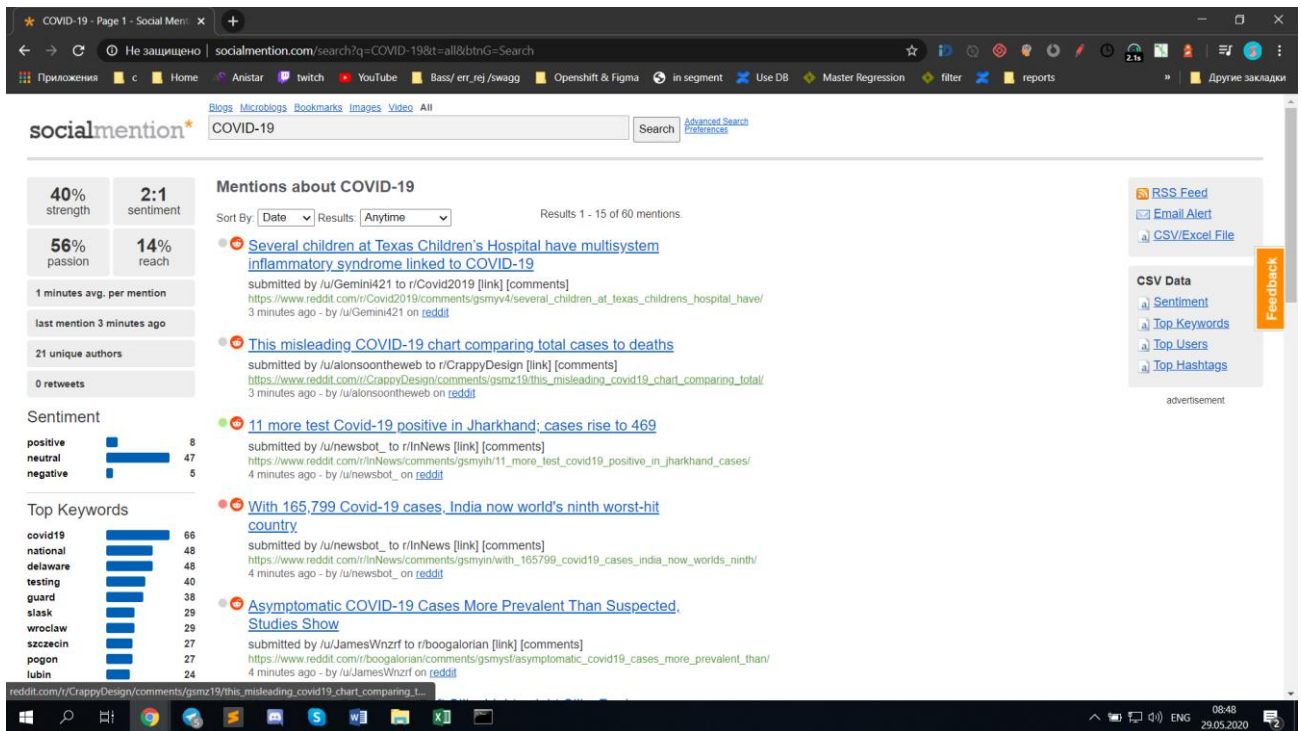 COVID-19 - Page 1 - Social Ment
Не защищено | socialmention.com/search?q=COVID-19&t=all&btnG=Search
2.1s
Приложения с Home Anistar twitch YouTube Bass/ err_rej /swagg Openshift & Figma in segment Use DB Master Regression filter reports » Другие закладки
Blogs Microblogs Bookmarks Images Video All
socialmention*
COVID-19
Search
Advanced Search
Preferences
40%
strength
2:1
sentiment
56%
passion
14%
reach
1 minutes avg. per mention
last mention 3 minutes ago
21 unique authors
0 retweets
Sentiment
positive 8
neutral 47
negative 5
Top Keywords
covid19 66
national 48
delaware 48
testing 40
guard 38
slask 29
wroclaw 29
szczecin 27
pogon 27
lubin 24
Mentions about COVID-19
Sort By: Date Results: Anytime Results 1 - 15 of 60 mentions.
Several children at Texas Children's Hospital have multisystem
inflammatory syndrome linked to COVID-19
submitted by /u/Gemini421 to r/Covid2019 [link] [comments]
https://www.reddit.com/r/Covid2019/comments/gsmyv4/several_children_at_texas_childrens_hospital_have/
3 minutes ago - by /u/Gemini421 on reddit
This misleading COVID-19 chart comparing total cases to deaths
submitted by /u/alonsoontheweb to r/CrappyDesign [link] [comments]
https://www.reddit.com/r/CrappyDesign/comments/gsmz19/this_misleading_covid19_chart_comparing_total/
3 minutes ago - by /u/alonsoontheweb on reddit
11 more test Covid-19 positive in Jharkhand; cases rise to 469
submitted by /u/newsbot_ to r/InNews [link] [comments]
https://www.reddit.com/r/InNews/comments/gsmyih/11_more_test_covid19_positive_in_jharkhand_cases/
4 minutes ago - by /u/newsbot_ on reddit
With 165,799 Covid-19 cases, India now world's ninth worst-hit
country
submitted by /u/newsbot_ to r/InNews [link] [comments]
https://www.reddit.com/r/InNews/comments/gsmyin/with_165799_covid19_cases_india_now_worlds_ninth/
4 minutes ago - by /u/newsbot_ on reddit
Asymptomatic COVID-19 Cases More Prevalent Than Suspected,
Studies Show
submitted by /u/JamesWnzrf to r/boogalorian [link] [comments]
https://www.reddit.com/r/boogalorian/comments/gsmysf/asymptomatic_covid19_cases_more_prevalent_than/
4 minutes ago - by /u/JamesWnzrf on reddit
RSS Feed
Email Alert
CSV/Excel File
CSV Data
Sentiment
Top Keywords
Top Users
Top Hashtags
advertisement
Feedback
reddit.com/r/CrappyDesign/comments/gsmz19/this_misleading_covid19_chart_comparing_t...
ENG
08:48
29.05.2020
2